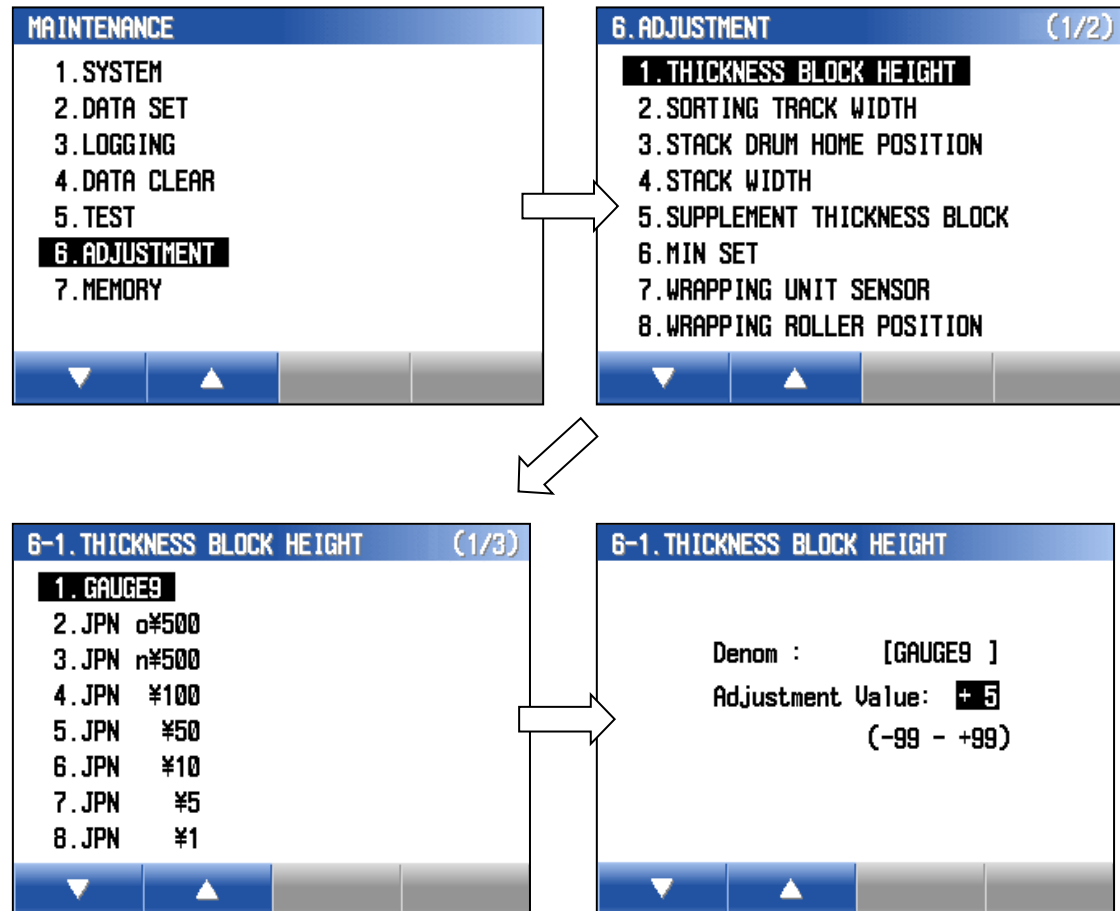 MAINTENANCE
1.SYSTEM
2.DATA SET
3.LOGGING
4.DATA CLEAR
5.TEST
6.ADJUSTMENT
7.MEMORY
▼ ▲
6.ADJUSTMENT (1/2)
1.THICKNESS BLOCK HEIGHT
2.SORTING TRACK WIDTH
3.STACK DRUM HOME POSITION
4.STACK WIDTH
5.SUPPLEMENT THICKNESS BLOCK
6.MIN SET
7.WRAPPING UNIT SENSOR
8.WRAPPING ROLLER POSITION
▼ ▲
6-1.THICKNESS BLOCK HEIGHT (1/3)
1.GAUGE9
2.JPN o¥500
3.JPN n¥500
4.JPN ¥100
5.JPN ¥50
6.JPN ¥10
7.JPN ¥5
8.JPN ¥1
▼ ▲
6-1.THICKNESS BLOCK HEIGHT
Denom : [GAUGE9 ]
Adjustment Value: + 5
(-99 - +99)
▼ ▲